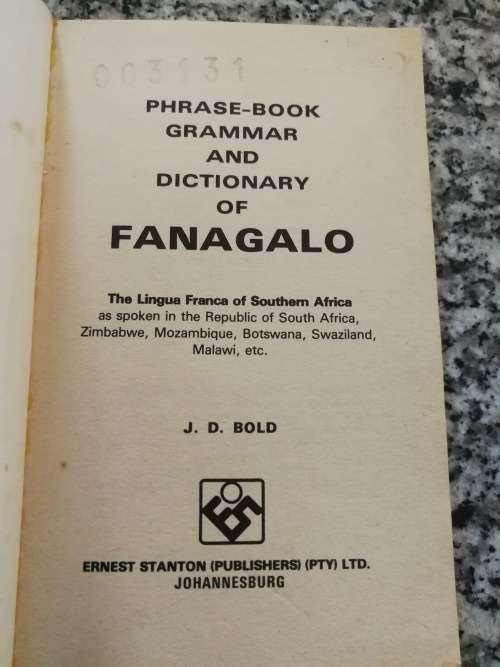 003131
PHRASE-BOOK
GRAMMAR
AND
DICTIONARY
OF
FANAGALO
The Lingua Franca of Southern Africa
as spoken in the Republic of South Africa,
Zimbabwe, Mozambique, Botswana, Swaziland,
Malawi, etc.
J. D. BOLD
ERNEST STANTON (PUBLISHERS) (PTY) LTD.
JOHANNESBURG